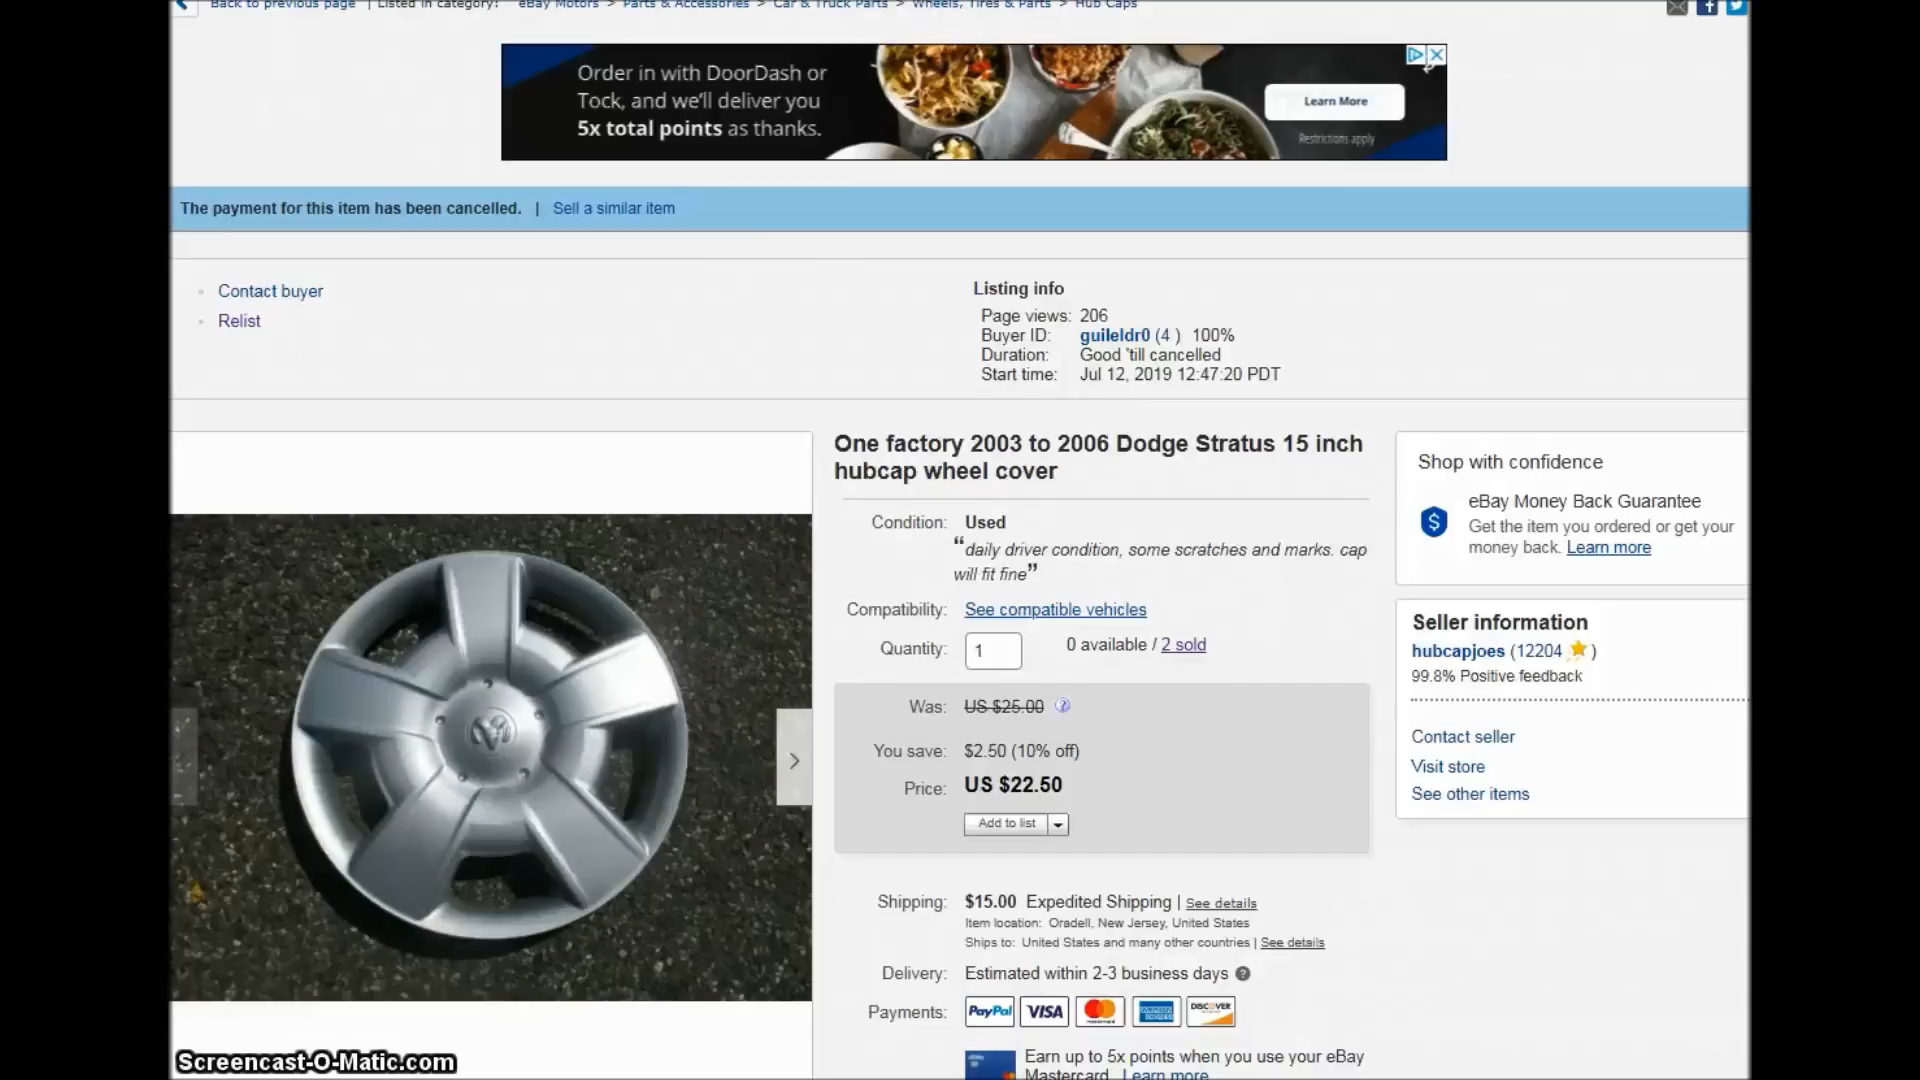 Back to previous page | Listed in category: eBay Motors > Parts & Accessories > Car & Truck Parts > Wheels, Tires & Parts > Hub Caps
Order in with DoorDash or
Tock, and we'll deliver you
5x total points as thanks.
Learn More
Restrictions apply
The payment for this item has been cancelled. | Sell a similar item
Contact buyer
Relist
Listing info
Page views: 206
Buyer ID: guileldr0 (4 ) 100%
Duration: Good 'till cancelled
Start time: Jul 12, 2019 12:47:20 PDT
One factory 2003 to 2006 Dodge Stratus 15 inch
hubcap wheel cover
Condition: Used
“daily driver condition, some scratches and marks. cap
will fit fine”
Compatibility: See compatible vehicles
Quantity: 1 0 available / 2 sold
Was: US $25.00
You save: $2.50 (10% off)
Price: US $22.50
Add to list
Shipping: $15.00 Expedited Shipping | See details
Item location: Oradell, New Jersey, United States
Ships to: United States and many other countries | See details
Delivery: Estimated within 2-3 business days
Payments: PayPal VISA mastercard AMERICAN EXPRESS DISCOVER
Earn up to 5x points when you use your eBay
Mastercard. Learn more
Shop with confidence
eBay Money Back Guarantee
Get the item you ordered or get your
money back. Learn more
Seller information
hubcapjoes (12204 )
99.8% Positive feedback
Contact seller
Visit store
See other items
Screencast-O-Matic.com